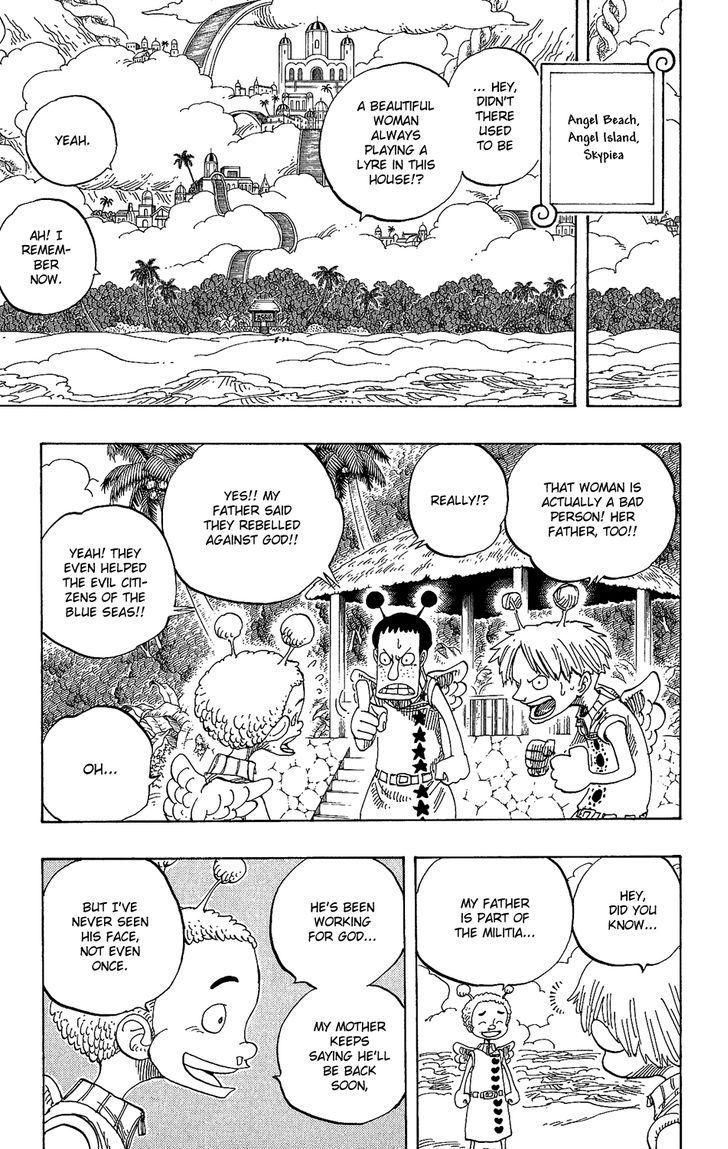 Angel Beach,
Angel Island,
Skypiea
... HEY,
DIDN'T
THERE
USED
TO BE
A BEAUTIFUL
WOMAN
ALWAYS
PLAYING A
LYRE IN THIS
HOUSE!?
YEAH.
AH! I
REMEM-
BER
NOW.
THAT WOMAN IS
ACTUALLY A BAD
PERSON! HER
FATHER, TOO!!
REALLY!?
YES!! MY
FATHER SAID
THEY REBELLED
AGAINST GOD!!
YEAH! THEY
EVEN HELPED
THE EVIL CITI-
ZENS OF THE
BLUE SEAS!!
OH...
HEY,
DID YOU
KNOW...
MY FATHER
IS PART OF
THE MILITIA...
HE'S BEEN
WORKING
FOR GOD...
MY MOTHER
KEEPS
SAYING HE'LL
BE BACK
SOON,
BUT I'VE
NEVER SEEN
HIS FACE,
NOT EVEN
ONCE.